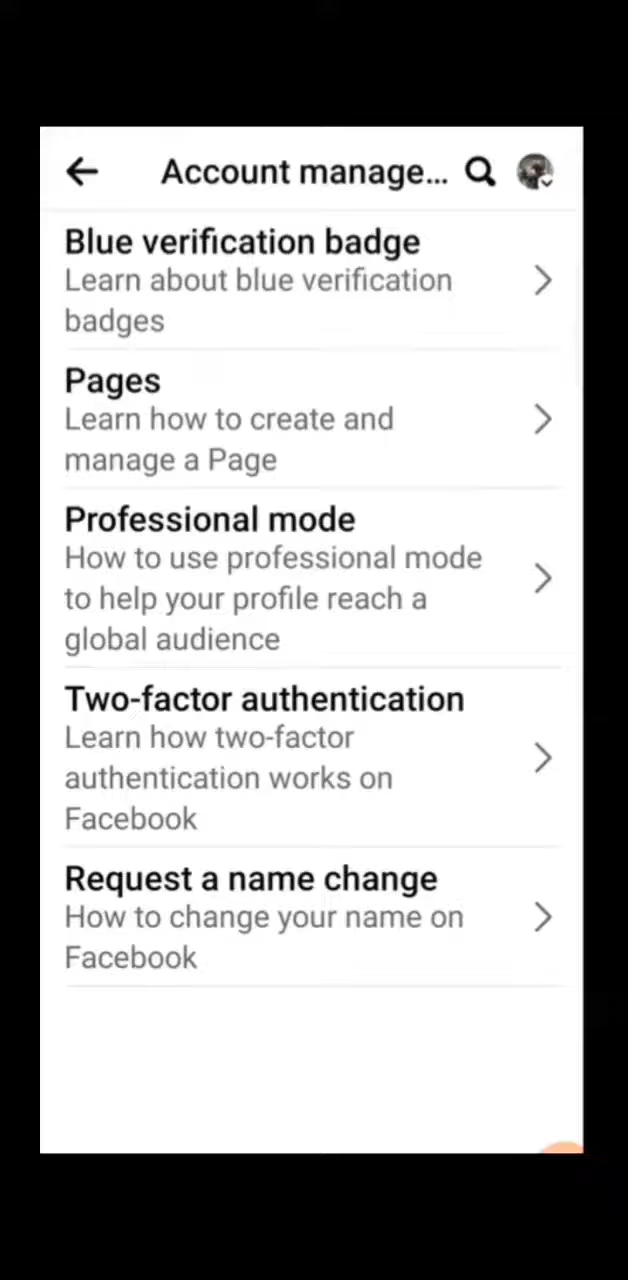 Account manage...
Blue verification badge
Learn about blue verification
badges
Pages
Learn how to create and
manage a Page
Professional mode
How to use professional mode
to help your profile reach a
global audience
Two-factor authentication
Learn how two-factor
authentication works on
Facebook
Request a name change
How to change your name on
Facebook